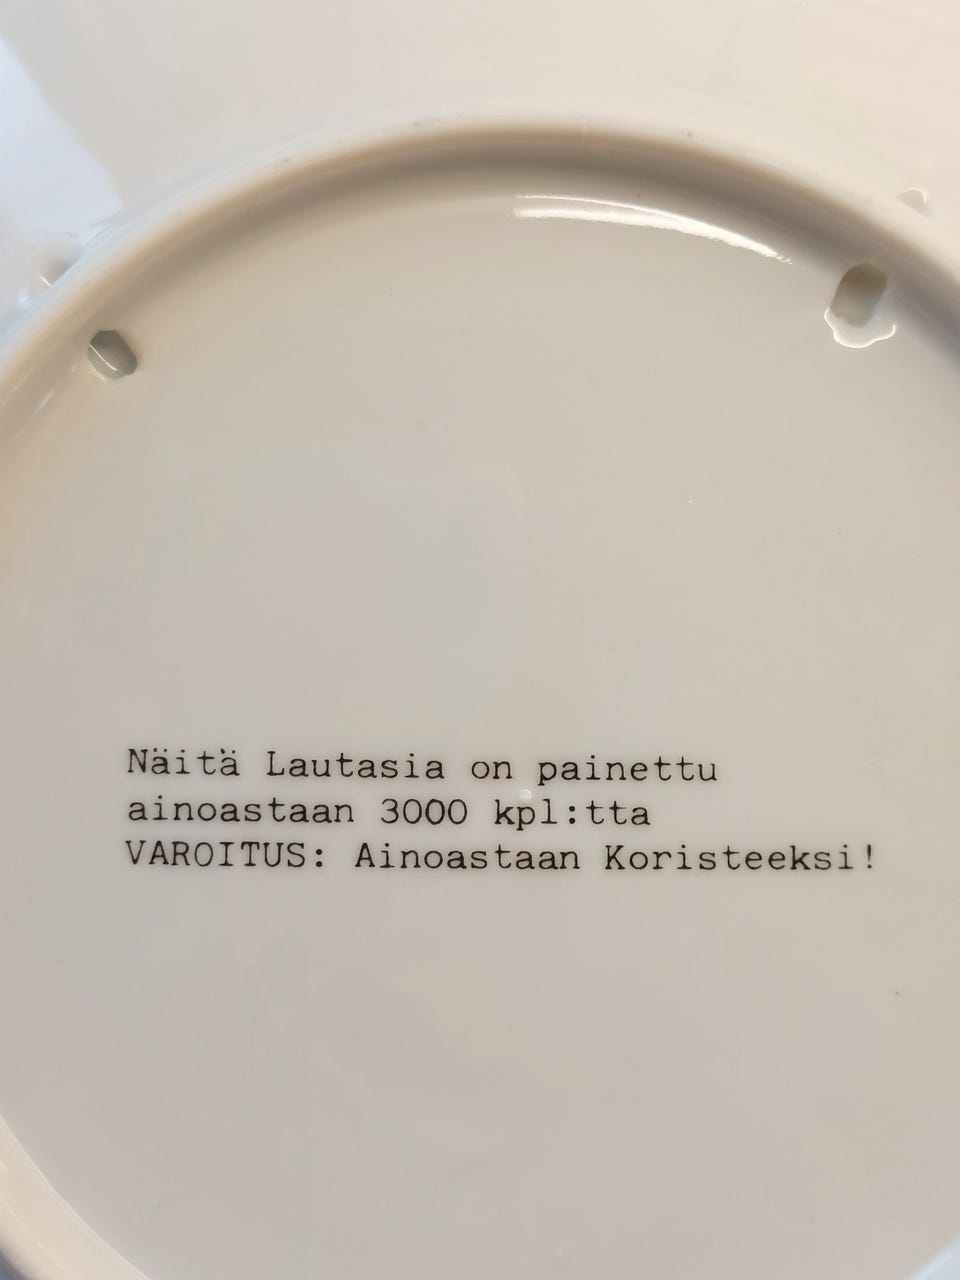 Näitä Lautasia on painettu
ainoastaan 3000 kpl:tta
VAROITUS: Ainoastaan Koristeeksi!